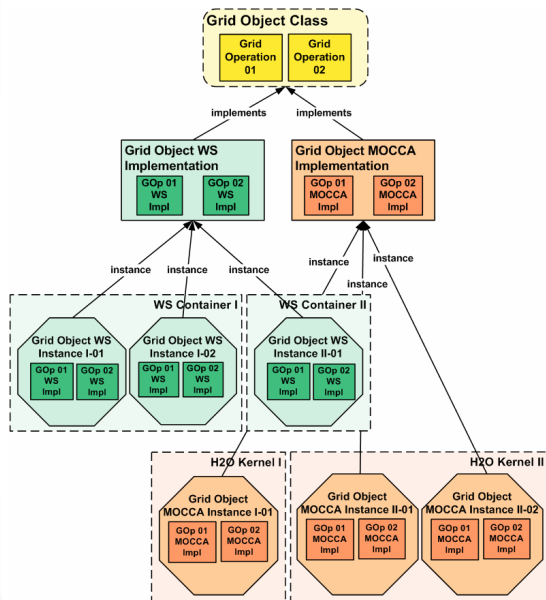 Grid Object Class
Grid
Operation
01
Grid
Operation
02
implements
implements
Grid Object WS
Implementation
GOp 01
WS
Impl
GOp 02
WS
Impl
Grid Object MOCCA
Implementation
GOp 01
MOCCA
Impl
GOp 02
MOCCA
Impl
instance
instance
instance
instance
instance
instance
WS Container I
Grid Object WS
Instance I-01
GOp 01
WS
Impl
GOp 02
WS
Impl
Grid Object WS
Instance I-02
GOp 01
WS
Impl
GOp 02
WS
Impl
WS Container II
Grid Object WS
Instance II-01
GOp 01
WS
Impl
GOp 02
WS
Impl
H2O Kernel I
Grid Object
MOCCA Instance I-01
GOp 01
MOCCA
Impl
GOp 02
MOCCA
Impl
H2O Kernel II
Grid Object
MOCCA Instance II-01
GOp 01
MOCCA
Impl
GOp 02
MOCCA
Impl
Grid Object
MOCCA Instance II-02
GOp 01
MOCCA
Impl
GOp 02
MOCCA
Impl